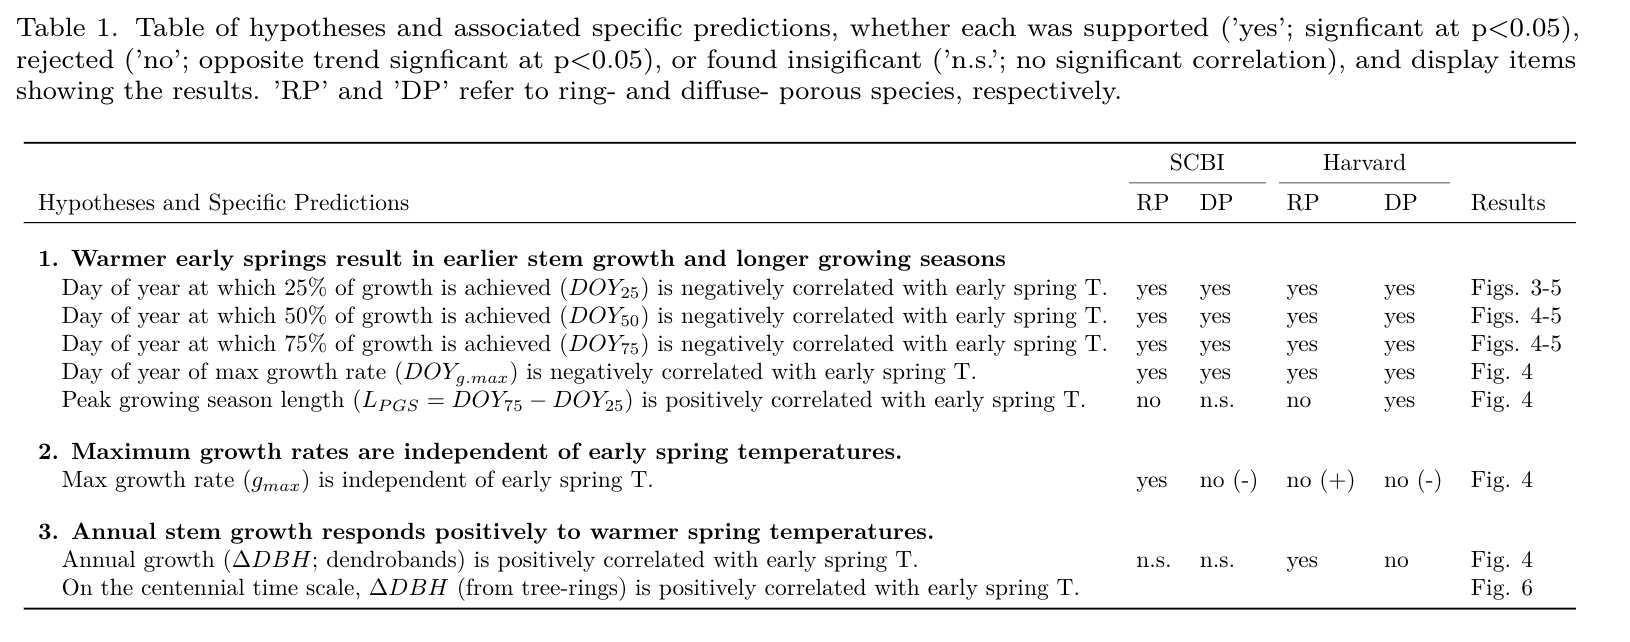 Table 1. Table of hypotheses and associated specific predictions, whether each was supported ('yes'; signficant at p<0.05),
rejected ('no'; opposite trend signficant at p<0.05), or found insigificant ('n.s.'; no significant correlation), and display items
showing the results. 'RP' and 'DP' refer to ring- and diffuse- porous species, respectively.
SCBI Harvard
Hypotheses and Specific Predictions RP DP RP DP Results
1. Warmer early springs result in earlier stem growth and longer growing seasons
Day of year at which 25% of growth is achieved (DOY25) is negatively correlated with early spring T. yes yes yes yes Figs. 3-5
Day of year at which 50% of growth is achieved (DOY50) is negatively correlated with early spring T. yes yes yes yes Figs. 4-5
Day of year at which 75% of growth is achieved (DOY75) is negatively correlated with early spring T. yes yes yes yes Figs. 4-5
Day of year of max growth rate (DOYg.max) is negatively correlated with early spring T. yes yes yes yes Fig. 4
Peak growing season length (LPGS = DOY75 − DOY25) is positively correlated with early spring T. no n.s. no yes Fig. 4
2. Maximum growth rates are independent of early spring temperatures.
Max growth rate (gmax) is independent of early spring T. yes no (-) no (+) no (-) Fig. 4
3. Annual stem growth responds positively to warmer spring temperatures.
Annual growth (ΔDBH; dendrobands) is positively correlated with early spring T. n.s. n.s. yes no Fig. 4
On the centennial time scale, ΔDBH (from tree-rings) is positively correlated with early spring T. Fig. 6